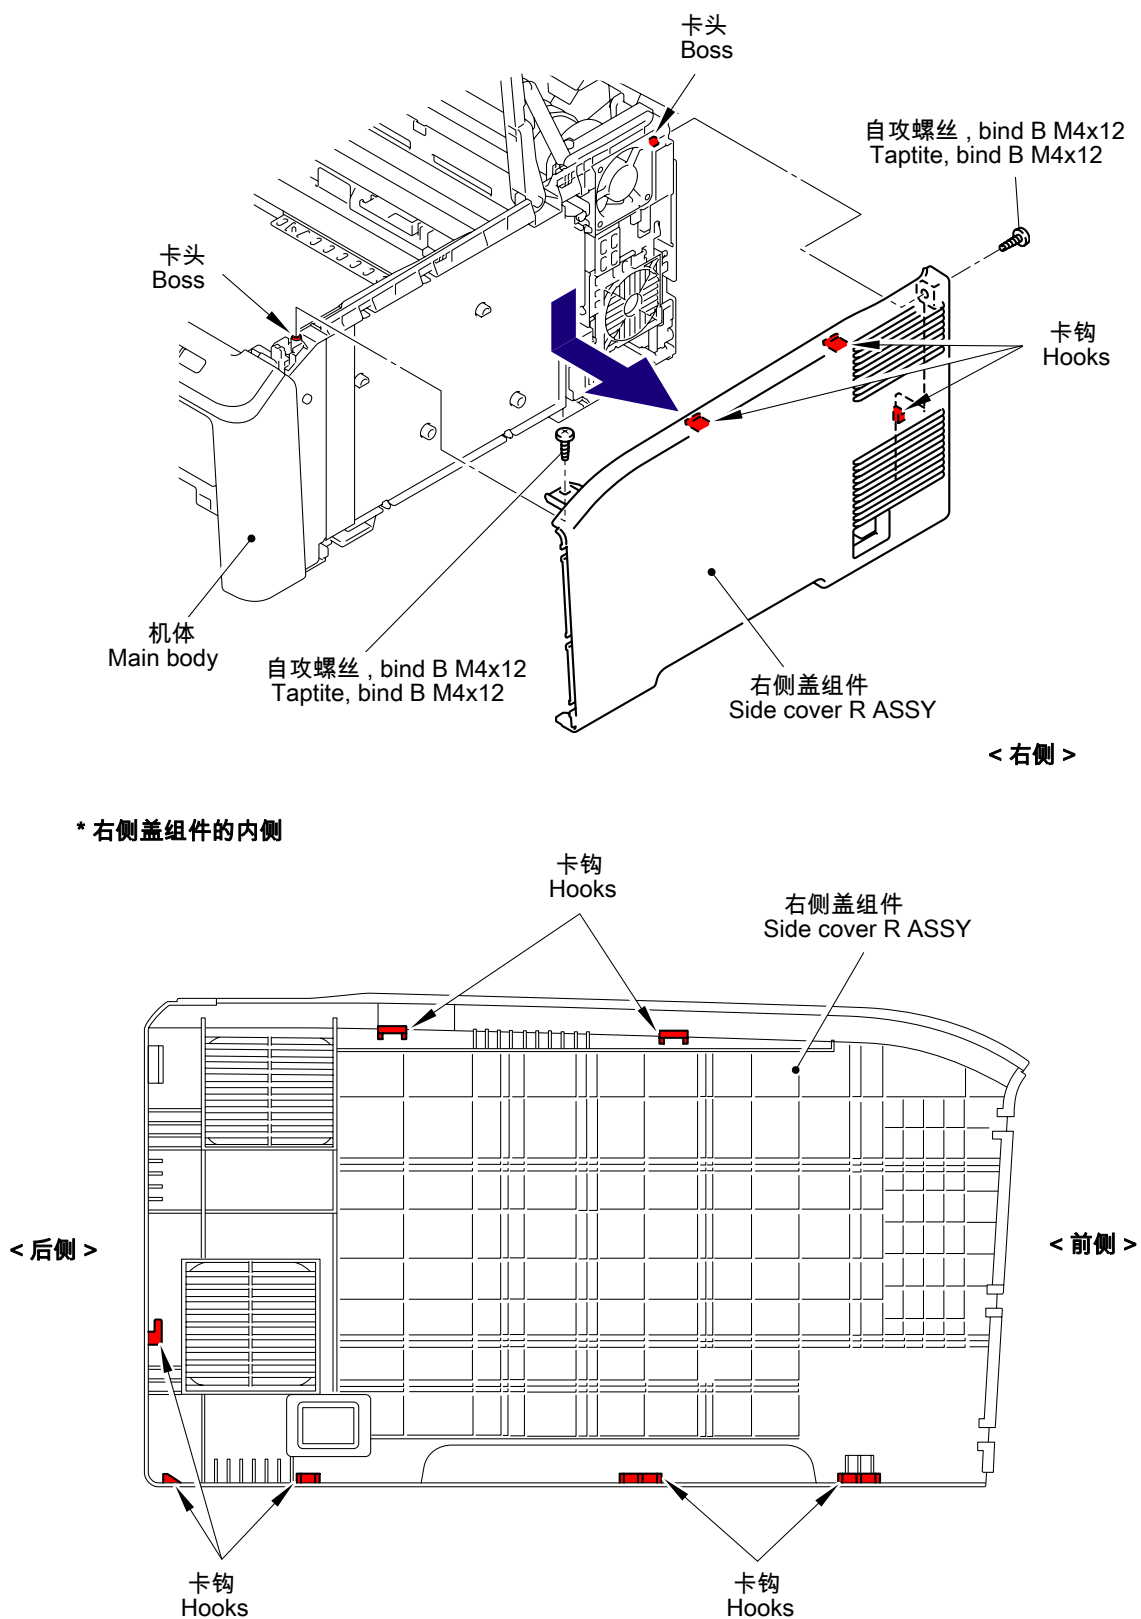 卡头
Boss
自攻螺丝 , bind B M4x12
Taptite, bind B M4x12
卡头
Boss
卡钩
Hooks
机体
Main body
自攻螺丝 , bind B M4x12
Taptite, bind B M4x12
右侧盖组件
Side cover R ASSY
< 右侧 >
* 右侧盖组件的内侧
卡钩
Hooks
右侧盖组件
Side cover R ASSY
< 后侧 >
< 前侧 >
卡钩
Hooks
卡钩
Hooks